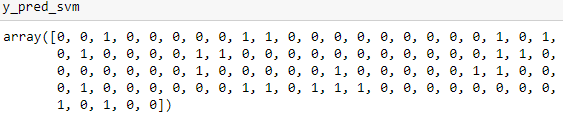 y_pred_svm
array([0, 0, 1, 0, 0, 0, 0, 0, 1, 1, 0, 0, 0, 0, 0, 0, 0, 0, 0, 1, 0, 1,
0, 1, 0, 0, 0, 0, 1, 1, 0, 0, 0, 0, 0, 0, 0, 0, 0, 0, 0, 1, 1, 0,
0, 0, 0, 0, 0, 0, 1, 0, 0, 0, 0, 0, 1, 0, 0, 0, 0, 0, 1, 1, 0, 0,
0, 1, 0, 0, 0, 0, 0, 0, 1, 1, 0, 1, 1, 1, 0, 0, 0, 0, 0, 0, 0, 0,
1, 0, 1, 0, 0])